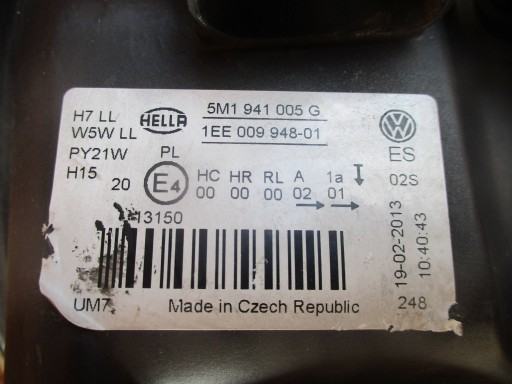 H7 LL
W5W LL
PY21W
H15
20
HELLA
PL
E4
5M1 941 005 G
1EE 009 948-01
HC HR RL A 1a
00 00 00 02 01
13150
VW
ES
02S
19-02-2013
10:40:43
UM7
Made in Czech Republic
248